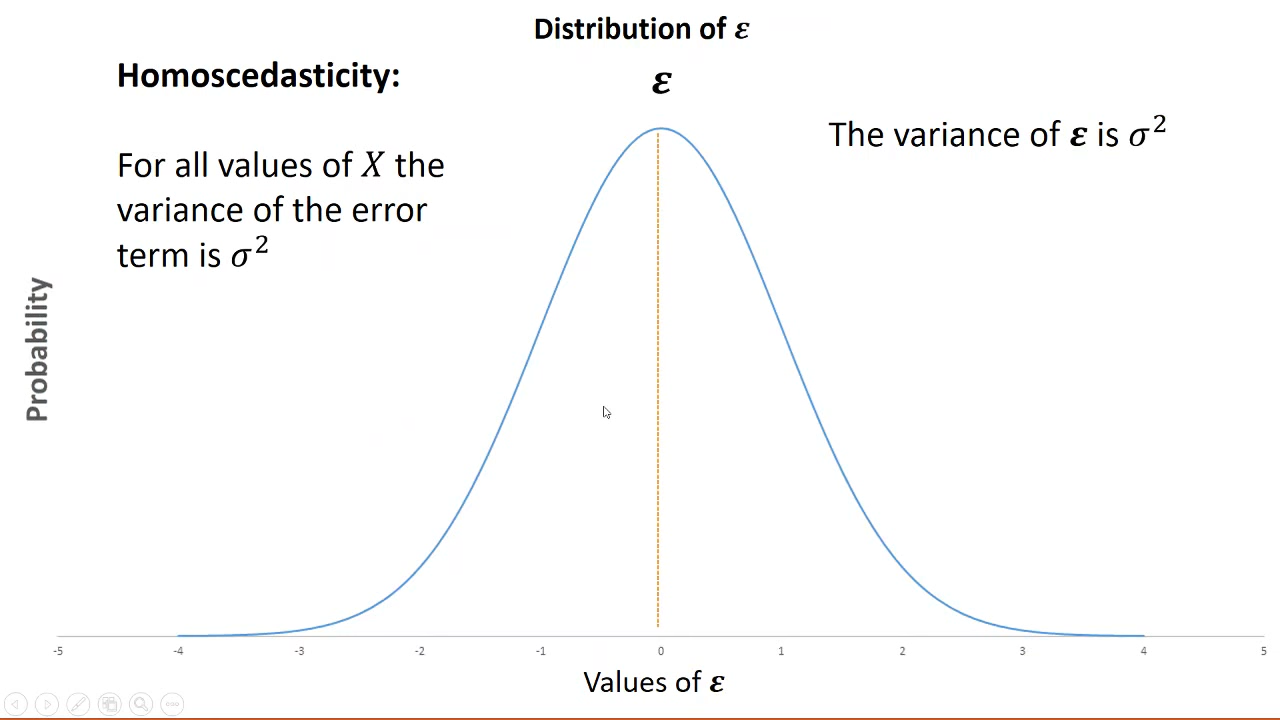 Distribution of 𝜺
Homoscedasticity:
𝜺
For all values of 𝑋 the
variance of the error
term is 𝜎²
The variance of 𝜺 is 𝜎²
Probability
-5 -4 -3 -2 -1 0 1 2 3 4 5
Values of 𝜺